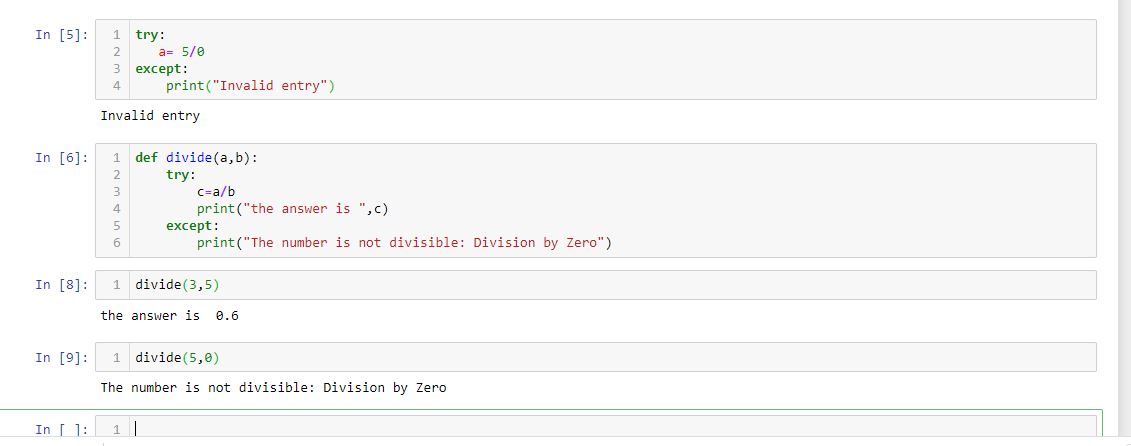 In [5]:
1 try:
2    a= 5/0
3 except:
4     print("Invalid entry")
Invalid entry
In [6]:
1 def divide(a,b):
2     try:
3         c=a/b
4         print("the answer is ",c)
5     except:
6         print("The number is not divisible: Division by Zero")
In [8]:
1 divide(3,5)
the answer is  0.6
In [9]:
1 divide(5,0)
The number is not divisible: Division by Zero
In [ ]:
1